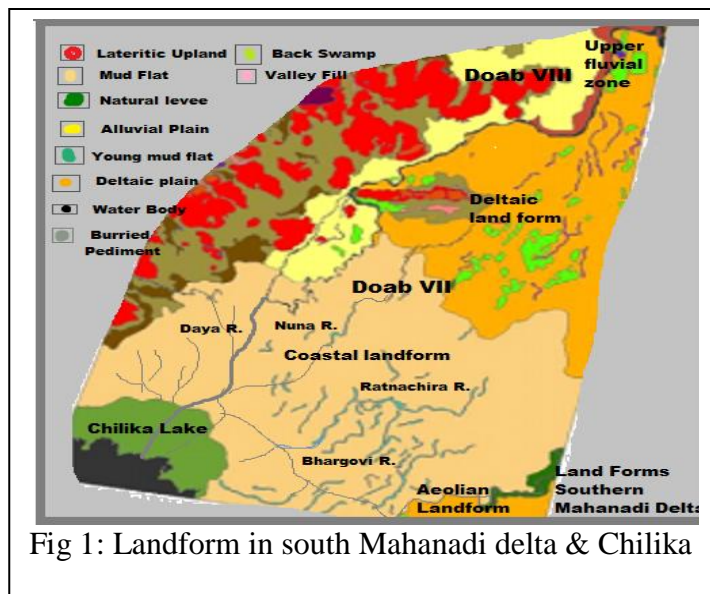 Lateritic Upland
Back Swamp
Mud Flat
Valley Fill
Natural levee
Alluvial Plain
Young mud flat
Deltaic plain
Water Body
Burried
Pediment
Doab VIII
Upper
fluvial
zone
Deltaic
land form
Doab VII
Daya R.
Nuna R.
Coastal landform
Ratnachira R.
Chilika Lake
Bhargovi R.
Aeolian
Landform
Land Forms
Southern
Mahanadi Delta
Fig 1: Landform in south Mahanadi delta & Chilika